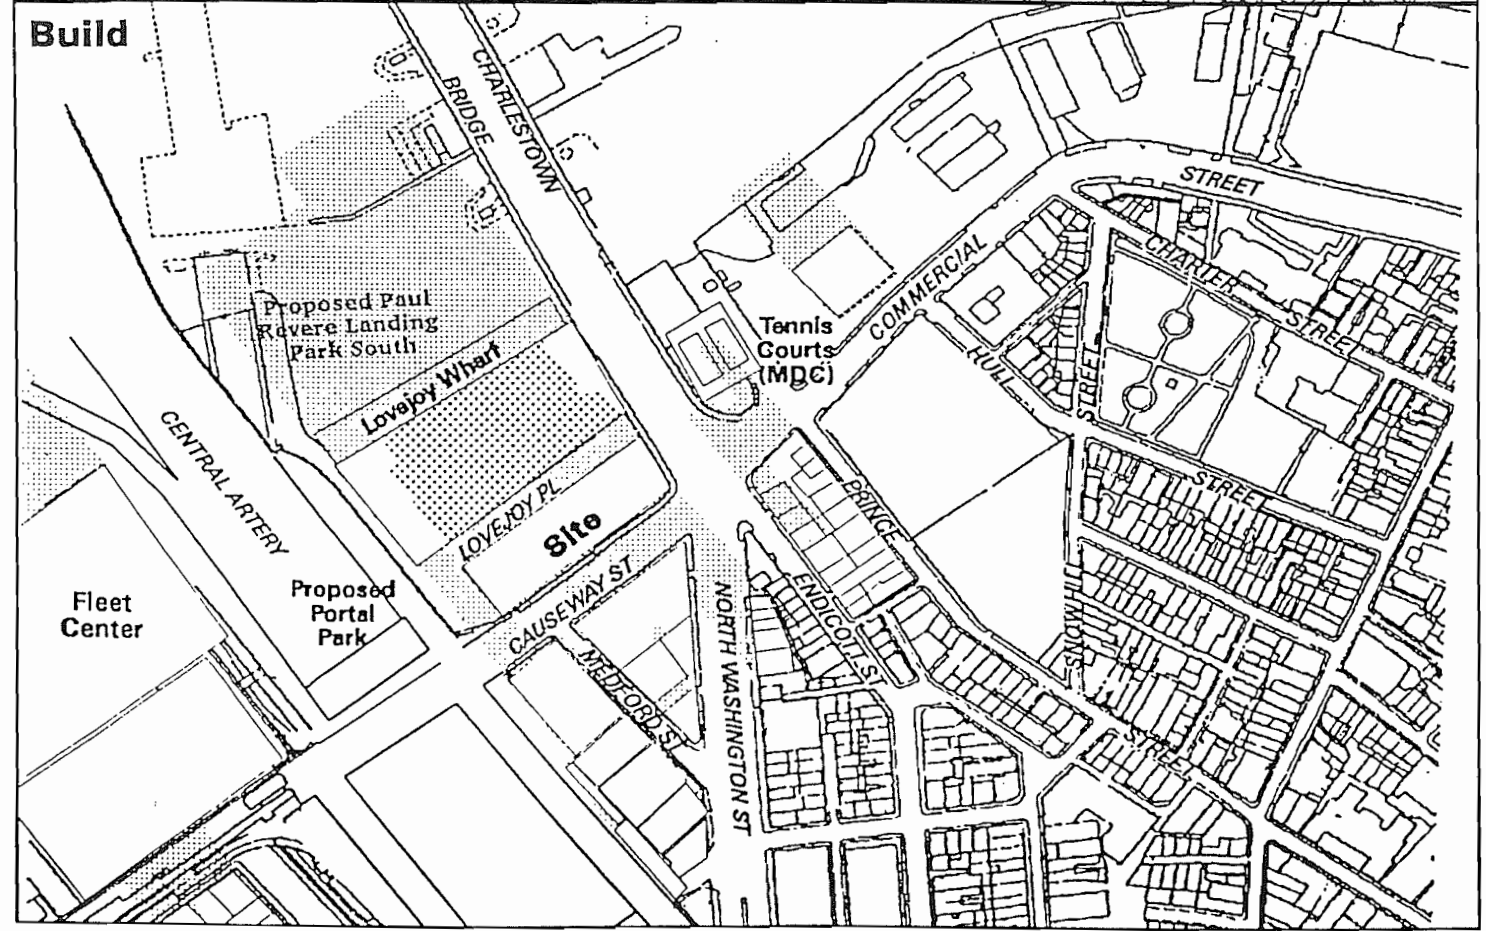 Build
CHARLESTOWN
BRIDGE
STREET
CHARTER
STREET
COMMERCIAL
Proposed Paul
Revere Landing
Park South
Tennis
Courts
(MDC)
Lovejoy Wharf
HULL
STREET
STREET
CENTRAL ARTERY
LOVEJOY PL
Site
PRINCE
CAUSEWAY ST
Fleet
Center
Proposed
Portal
Park
NORTH WASHINGTON ST
ENDICOTT ST
SNOWHILL
MEDFORD ST
STREET